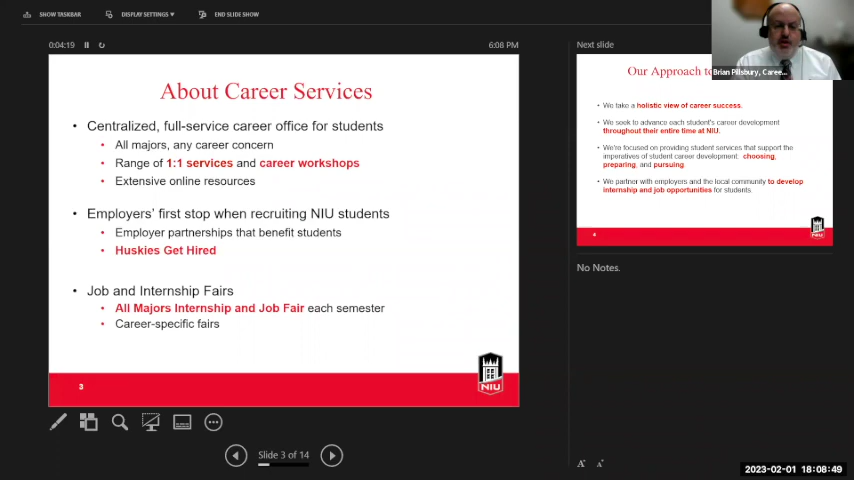 SHOW TASKBAR
DISPLAY SETTINGS ▾
END SLIDE SHOW
0:04:19
6:08 PM
About Career Services
• Centralized, full-service career office for students
• All majors, any career concern
• Range of 1:1 services and career workshops
• Extensive online resources
• Employers' first stop when recruiting NIU students
• Employer partnerships that benefit students
• Huskies Get Hired
• Job and Internship Fairs
• All Majors Internship and Job Fair each semester
• Career-specific fairs
3
NIU
Slide 3 of 14
Next slide
Brian Pillsbury, Caree...
Our Approach to
• We take a holistic view of career success.
• We seek to advance each student's career development
throughout their entire time at NIU.
• We're focused on providing student services that support the
imperatives of student career development: choosing,
preparing, and pursuing
• We partner with employers and the local community to develop
internship and job opportunities for students
4
NIU
No Notes.
A A
2023-02-01 18:08:49